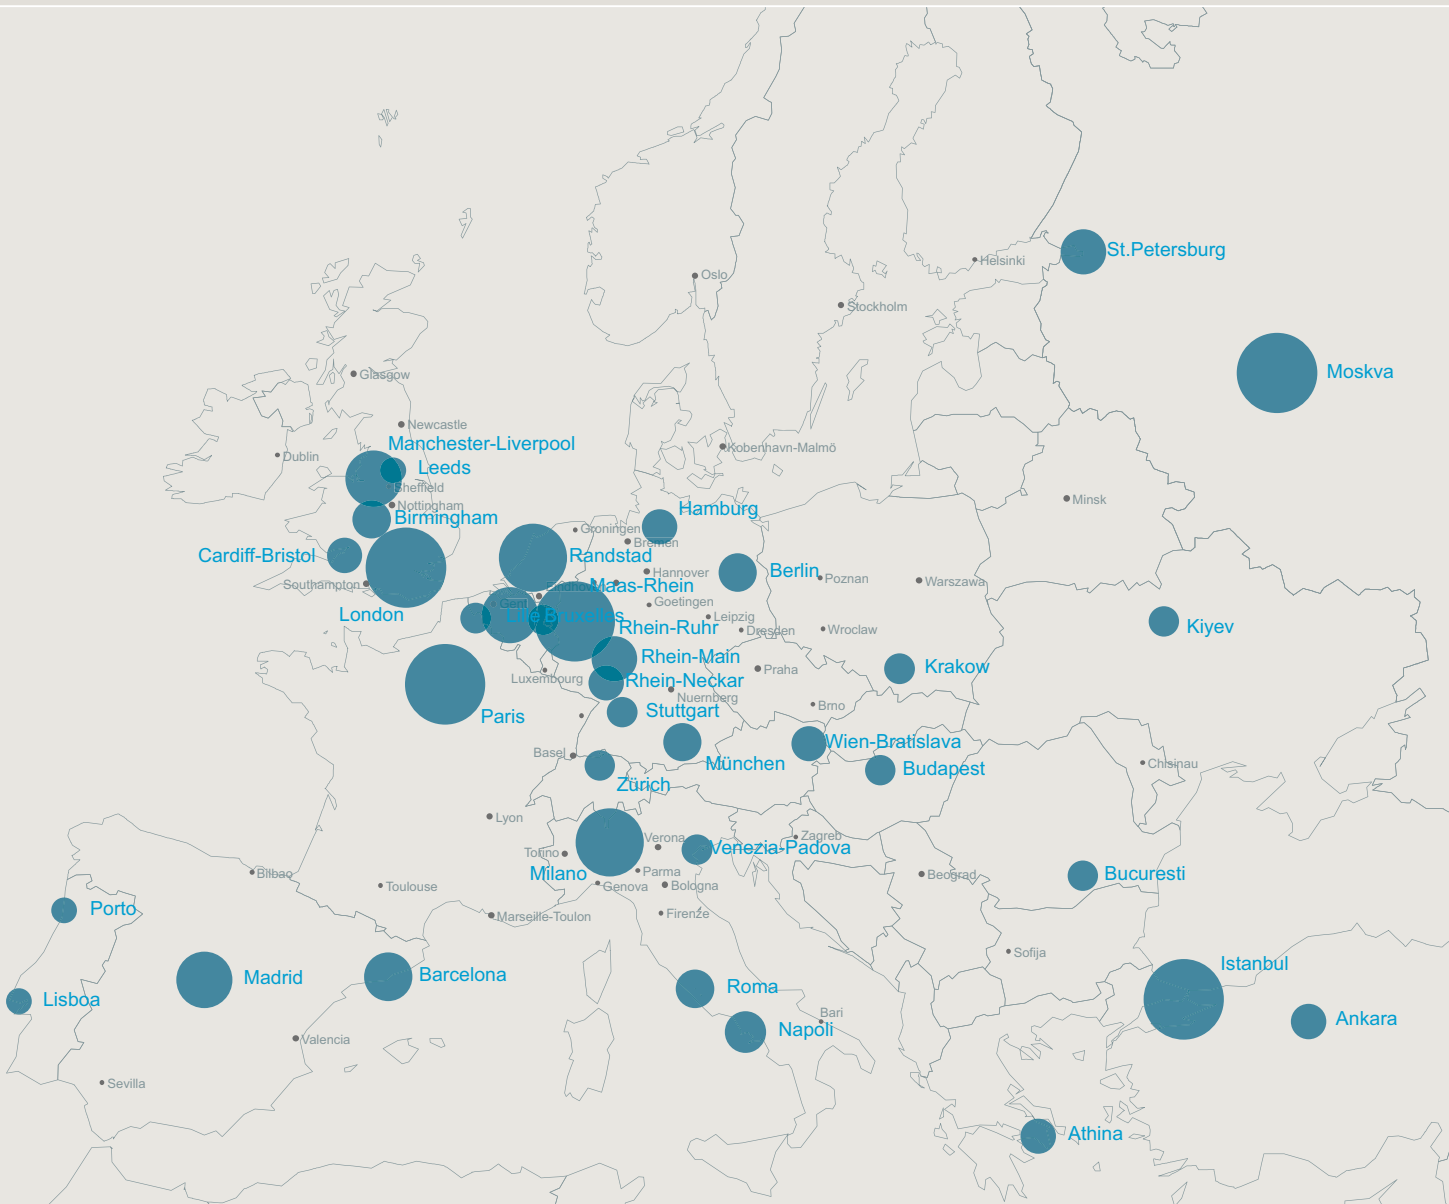 St.Petersburg
Helsinki
Oslo
Stockholm
Moskva
Glasgow
Newcastle
Manchester-Liverpool
Dublin
Leeds
København-Malmö
Sheffield
Nottingham
Minsk
Birmingham
Hamburg
Groningen
Bremen
Cardiff-Bristol
Randstad
Hannover
Berlin
Poznan
Warszawa
Southampton
Maas-Rhein
Gent
Goetingen
London
Lille
Bruxelles
Leipzig
Rhein-Ruhr
Dresden
Wroclaw
Kiyev
Rhein-Main
Krakow
Luxembourg
Rhein-Neckar
Praha
Nuernberg
Paris
Stuttgart
Brno
Basel
Wien-Bratislava
München
Budapest
Chisinau
Zürich
Lyon
Verona
Zagreb
Torino
Venezia-Padova
Milano
Parma
Bilbao
Toulouse
Genova
Bologna
Beograd
Bucuresti
Porto
Marseille-Toulon
Firenze
Sofija
Istanbul
Madrid
Barcelona
Roma
Lisboa
Bari
Napoli
Ankara
Valencia
Sevilla
Athina